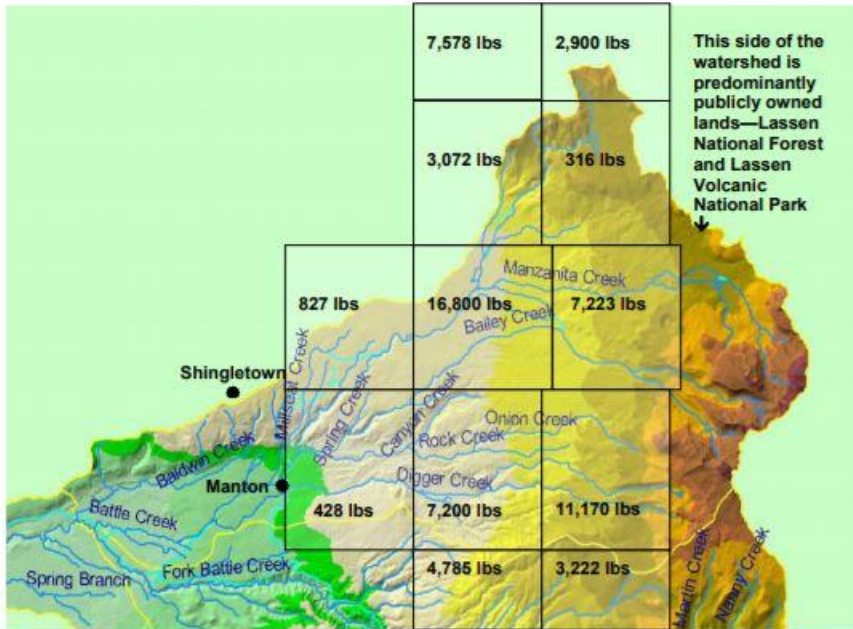 7,578 lbs
2,900 lbs
This side of the
watershed is
predominantly
publicly owned
lands—Lassen
National Forest
and Lassen
Volcanic
National Park
3,072 lbs
316 lbs
Manzanita Creek
827 lbs
16,800 lbs
7,223 lbs
Bailey Creek
Shingletown
Millseat Creek
Spring Creek
Canyon Creek
Onion Creek
Rock Creek
Baldwin Creek
Digger Creek
Manton
Battle Creek
428 lbs
7,200 lbs
11,170 lbs
Fork Battle Creek
Spring Branch
4,785 lbs
3,222 lbs
Martin Creek
Nanny Creek